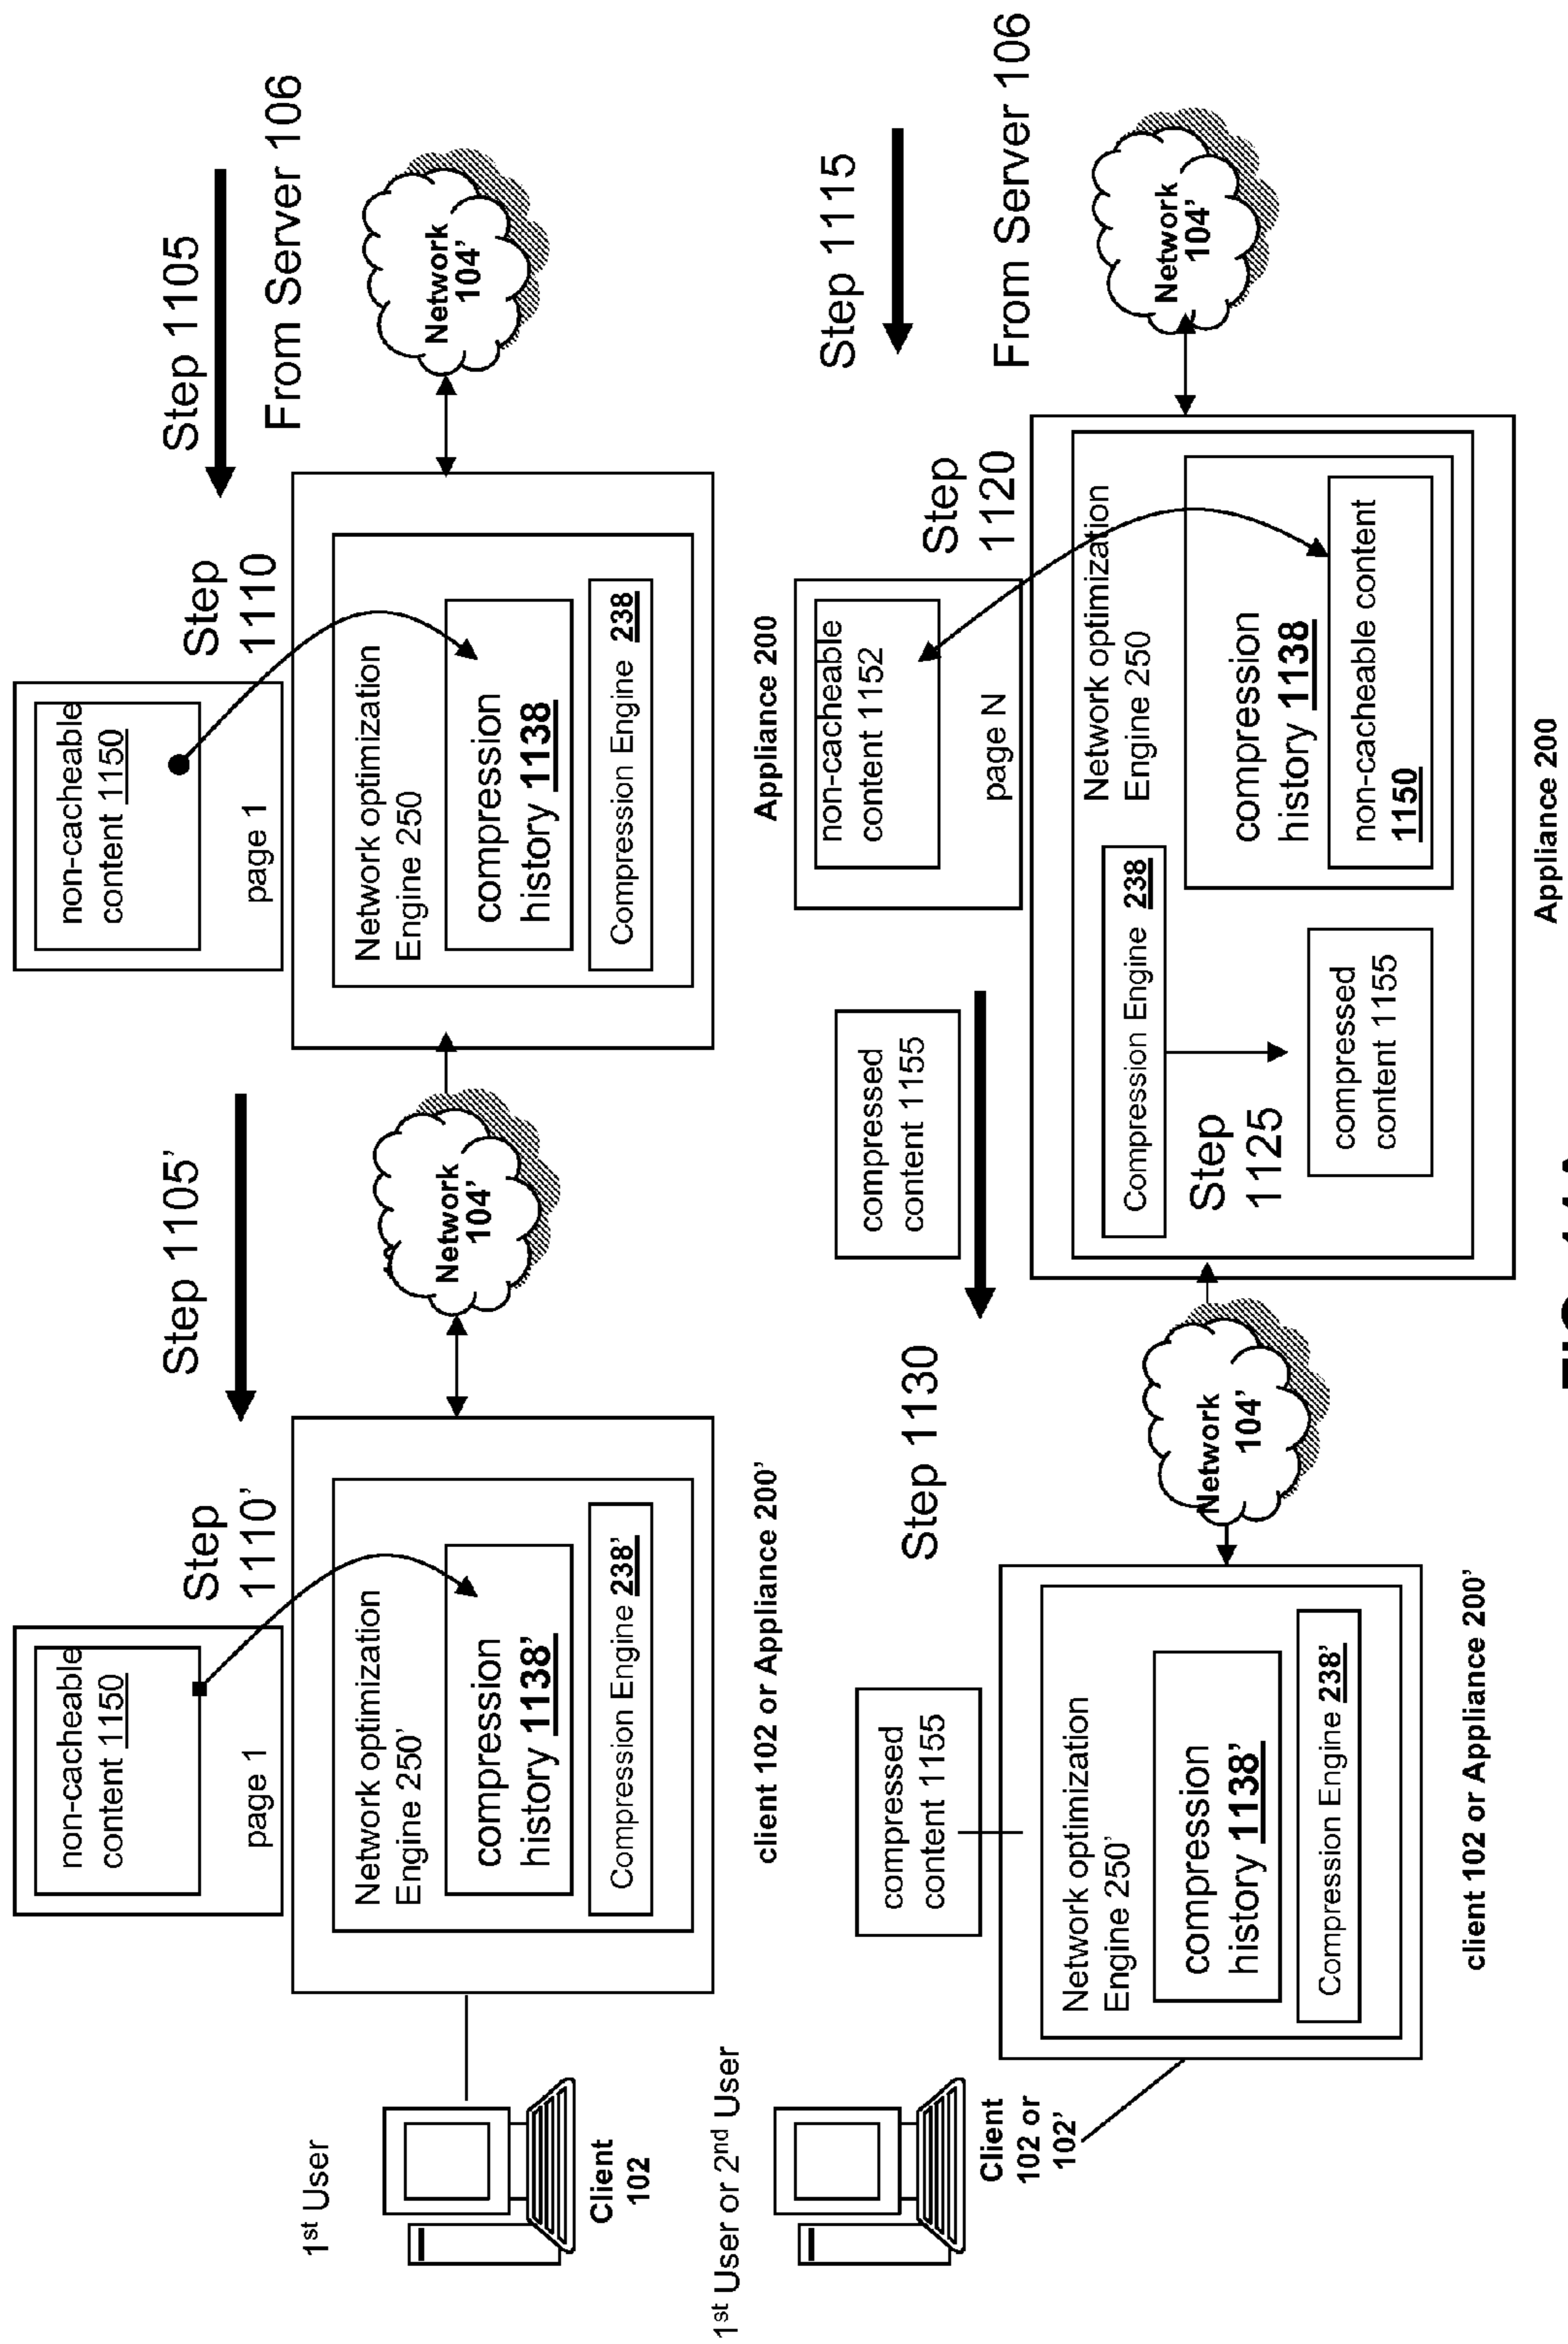 1st User
Client
102
non-cacheable
content 1150
page 1
Step
1110’
Network optimization
Engine 250’
compression
history 1138’
Compression Engine 238’
client 102 or Appliance 200’
Step 1105’
Network
104’
non-cacheable
content 1150
page 1
Step
1110
Network optimization
Engine 250
compression
history 1138
Compression Engine 238
Appliance 200
Step 1105
From Server 106
Network
104’
1st User or 2nd User
Client
102 or
102’
compressed
content 1155
Network optimization
Engine 250’
compression
history 1138’
Compression Engine 238’
client 102 or Appliance 200’
Step 1130
compressed
content 1155
Network
104’
non-cacheable
content 1152
page N
Step
1120
Network optimization
Engine 250
Compression Engine 238
Step
1125
compressed
content 1155
compression
history 1138
non-cacheable content
1150
Appliance 200
Step 1115
From Server 106
Network
104’